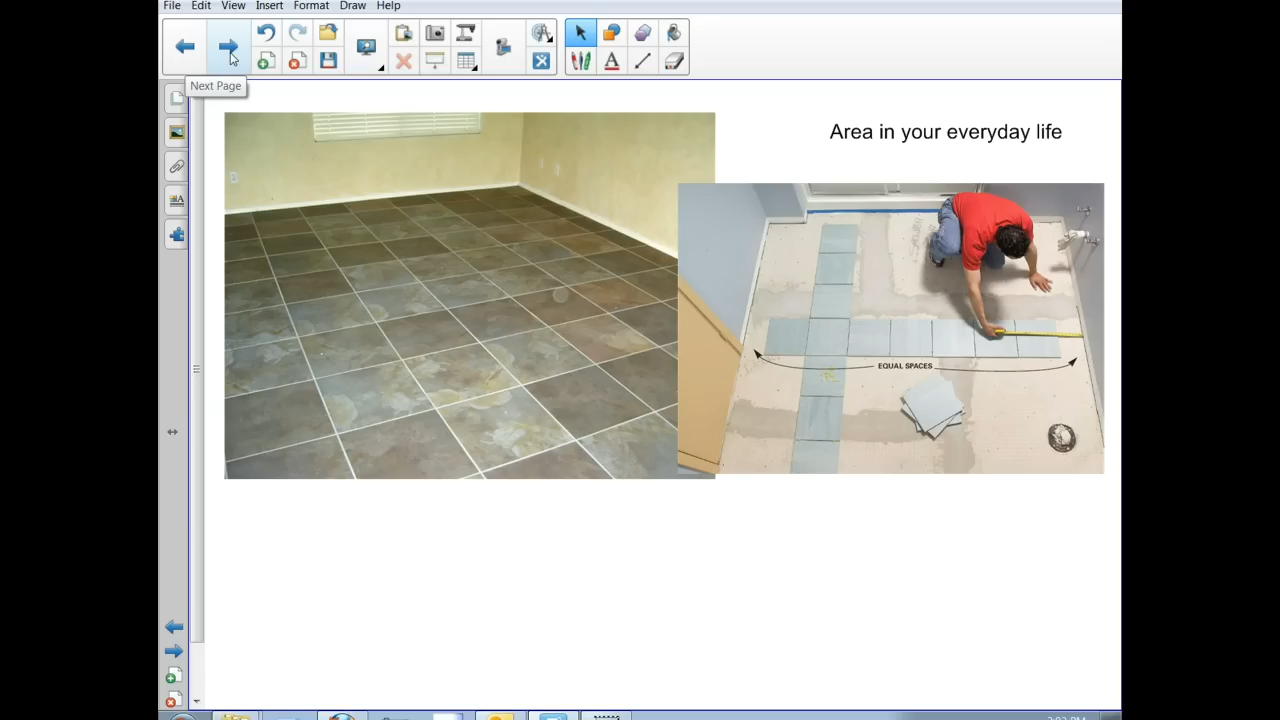 File Edit View Insert Format Draw Help
Next Page
Area in your everyday life
EQUAL SPACES